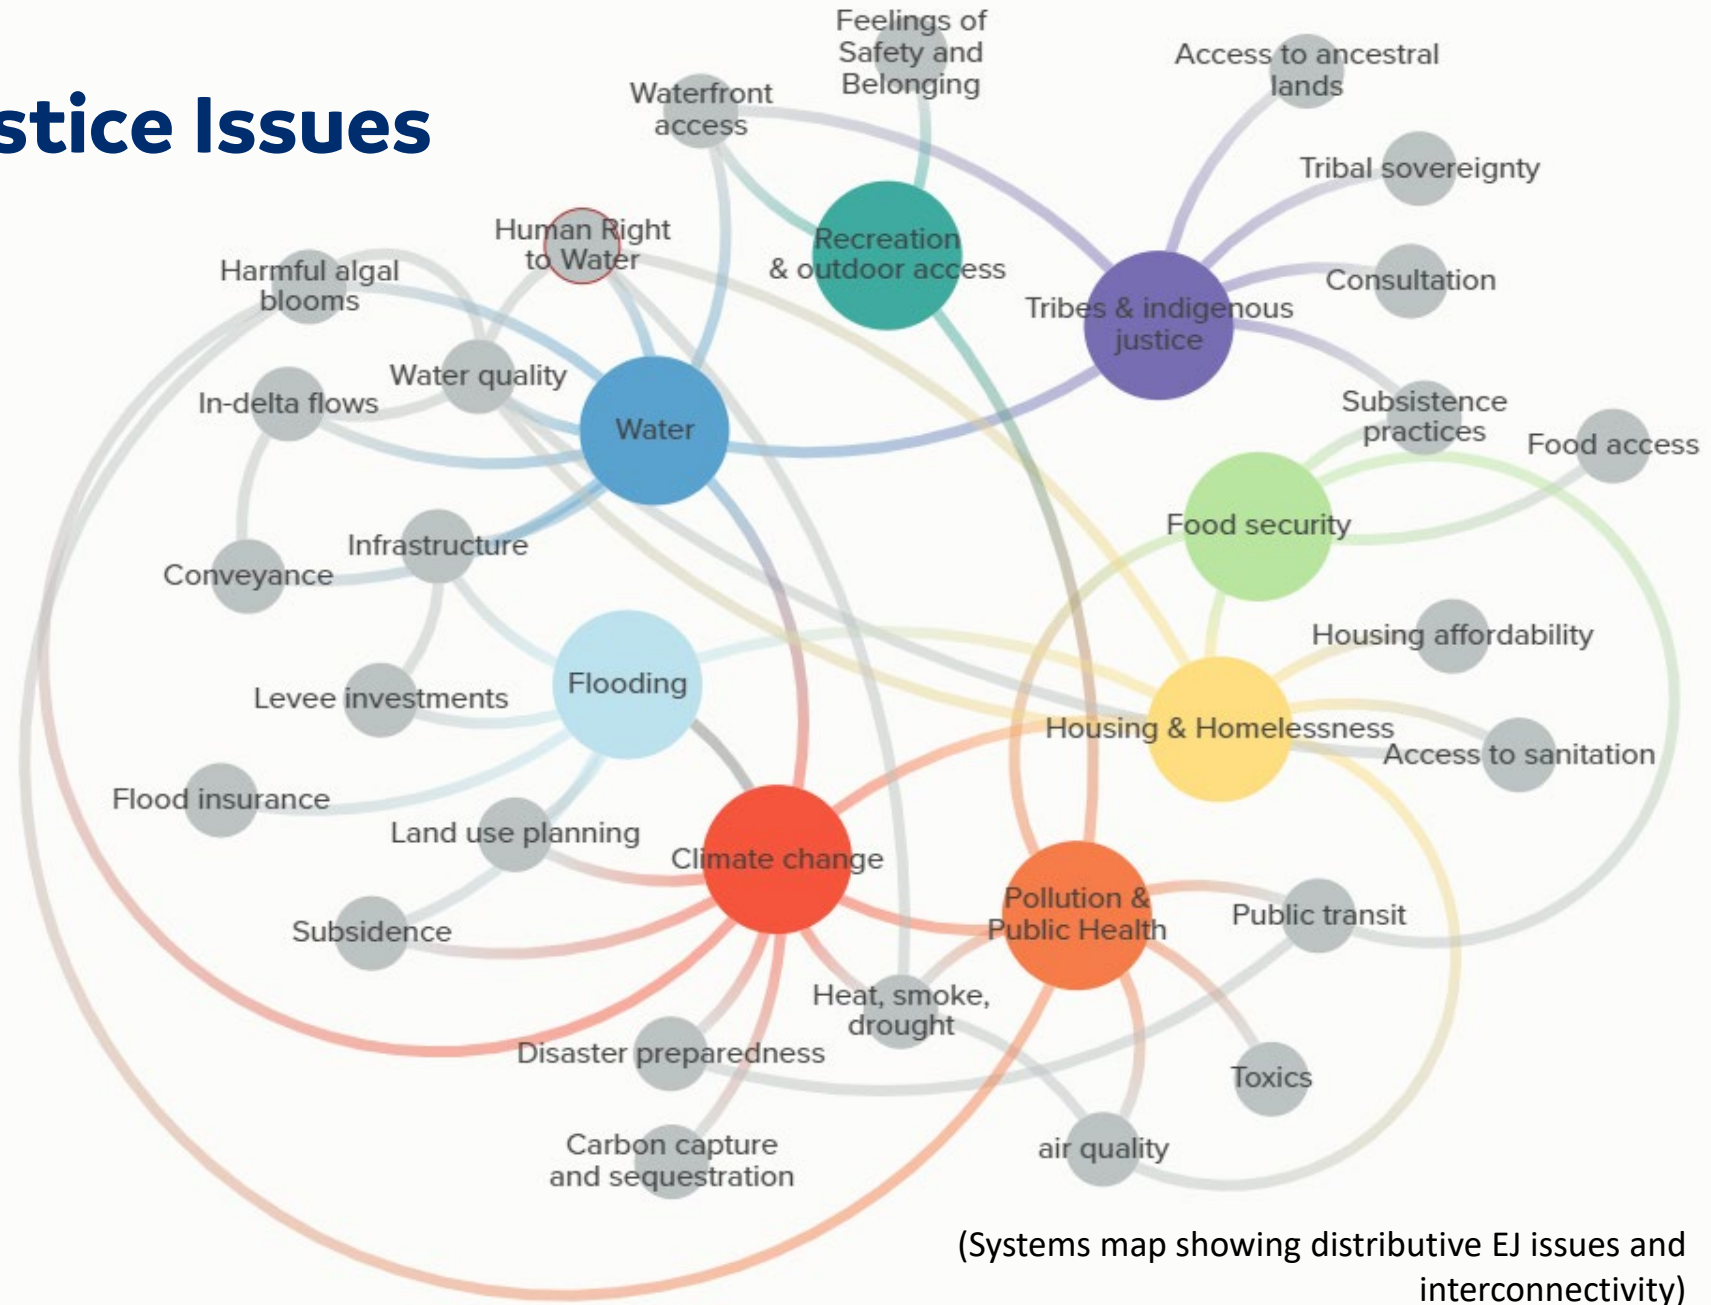 stice Issues
Feelings of
Safety and
Belonging
Access to ancestral
lands
Waterfront
access
Tribal sovereignty
Human Right
to Water
Recreation
& outdoor access
Harmful algal
blooms
Consultation
Tribes & indigenous
justice
Water quality
In-delta flows
Water
Subsistence
practices
Food access
Food security
Infrastructure
Conveyance
Housing affordability
Levee investments
Flooding
Housing & Homelessness
Access to sanitation
Flood insurance
Land use planning
Climate change
Pollution &
Public Health
Public transit
Subsidence
Heat, smoke,
drought
Disaster preparedness
Toxics
Carbon capture
and sequestration
air quality
(Systems map showing distributive EJ issues and
interconnectivity)